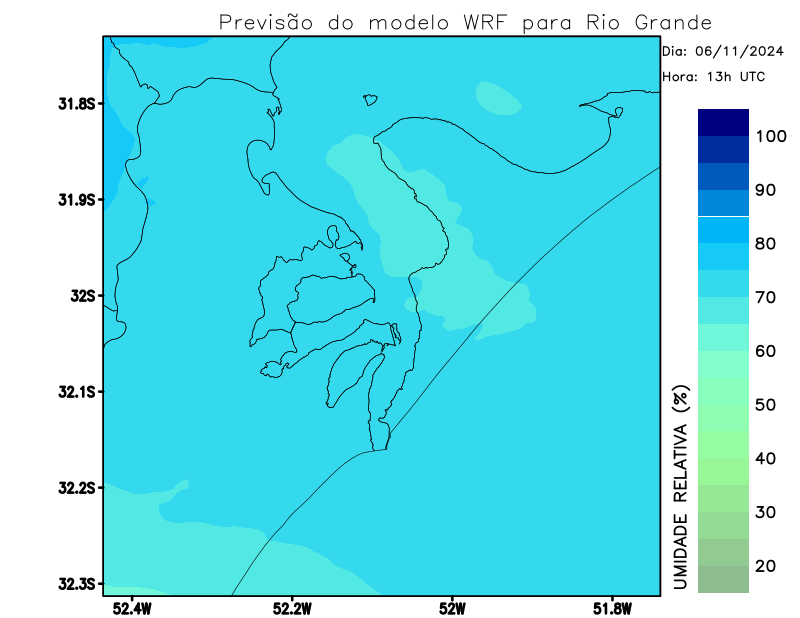 Previsão do modelo WRF para Rio Grande
Dia: 06/11/2024
Hora: 13h UTC
31.8S
31.9S
32S
32.1S
32.2S
32.3S
52.4W
52.2W
52W
51.8W
100
90
80
70
60
50
40
30
20
UMIDADE RELATIVA (%)